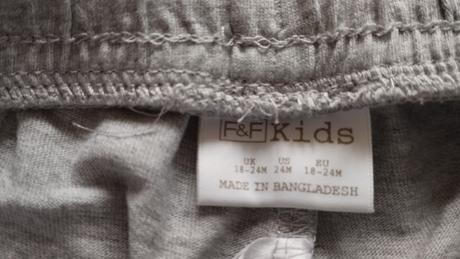 F&F Kids
UK US EU
18-24M 24M 18-24M
MADE IN BANGLADESH